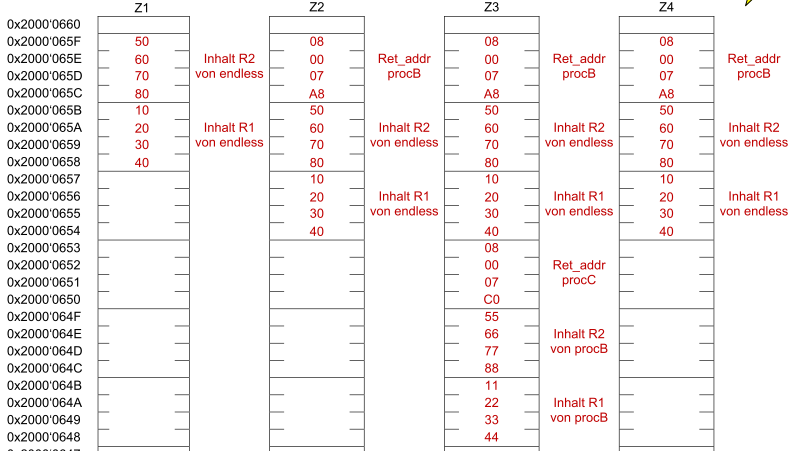 Z1 Z2 Z3 Z4
0x2000'0660
0x2000'065F 50 08 08 08
0x2000'065E 60 Inhalt R2 00 Ret_addr 00 Ret_addr 00 Ret_addr
0x2000'065D 70 von endless 07 procB 07 procB 07 procB
0x2000'065C 80 A8 A8 A8
0x2000'065B 10 50 50 50
0x2000'065A 20 Inhalt R1 60 Inhalt R2 60 Inhalt R2 60 Inhalt R2
0x2000'0659 30 von endless 70 von endless 70 von endless 70 von endless
0x2000'0658 40 80 80 80
0x2000'0657 10 10 10
0x2000'0656 20 Inhalt R1 20 Inhalt R1 20 Inhalt R1
0x2000'0655 30 von endless 30 von endless 30 von endless
0x2000'0654 40 40 40
0x2000'0653 08
0x2000'0652 00 Ret_addr
0x2000'0651 07 procC
0x2000'0650 C0
0x2000'064F 55
0x2000'064E 66 Inhalt R2
0x2000'064D 77 von procB
0x2000'064C 88
0x2000'064B 11
0x2000'064A 22 Inhalt R1
0x2000'0649 33 von procB
0x2000'0648 44